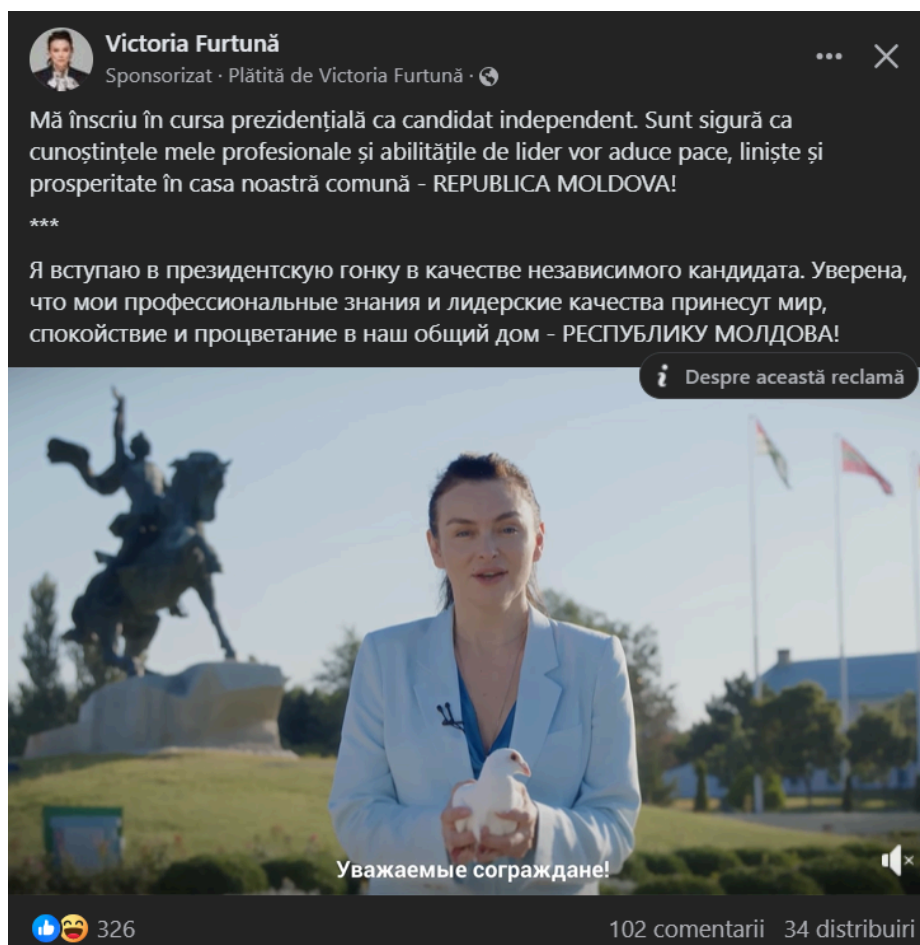 Victoria Furtună
Sponsorizat · Plătită de Victoria Furtună ·
Mă înscriu în cursa prezidențială ca candidat independent. Sunt sigură ca
cunoștințele mele profesionale și abilitățile de lider vor aduce pace, liniște și
prosperitate în casa noastră comună - REPUBLICA MOLDOVA!
***
Я вступаю в президентскую гонку в качестве независимого кандидата. Уверена,
что мои профессиональные знания и лидерские качества принесут мир,
спокойствие и процветание в наш общий дом - РЕСПУБЛИКУ МОЛДОВА!
Despre această reclamă
Уважаемые сограждане!
326
102 comentarii 34 distribuiri